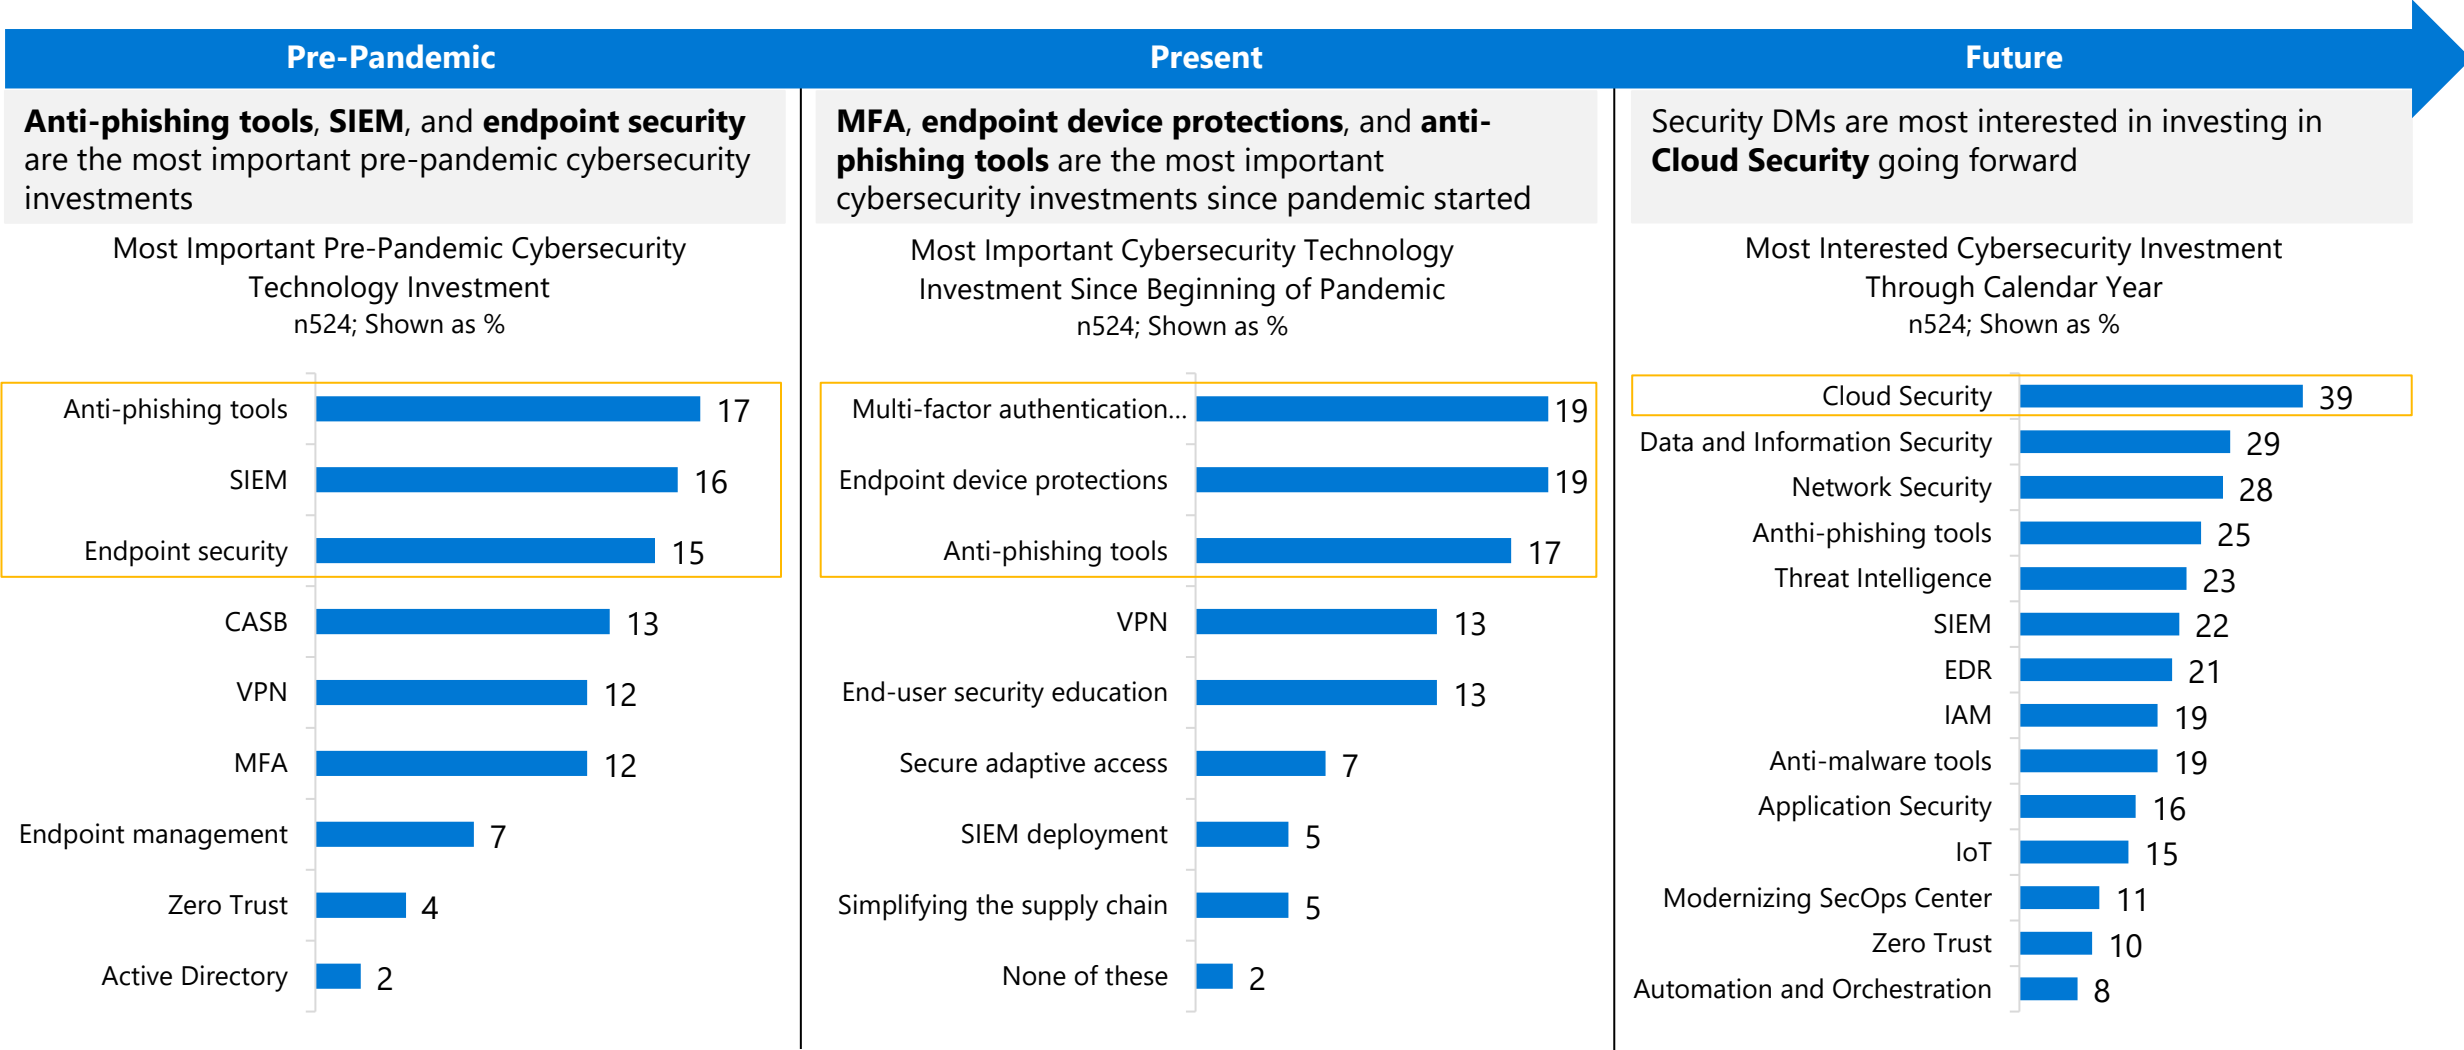 Pre-Pandemic
Present
Future
Anti-phishing tools, SIEM, and endpoint security
are the most important pre-pandemic cybersecurity
investments
MFA, endpoint device protections, and anti-
phishing tools are the most important
cybersecurity investments since pandemic started
Security DMs are most interested in investing in
Cloud Security going forward
Most Important Pre-Pandemic Cybersecurity
Technology Investment
n524; Shown as %
Anti-phishing tools 17
SIEM 16
Endpoint security 15
CASB 13
VPN 12
MFA 12
Endpoint management 7
Zero Trust 4
Active Directory 2
Most Important Cybersecurity Technology
Investment Since Beginning of Pandemic
n524; Shown as %
Multi-factor authentication... 19
Endpoint device protections 19
Anti-phishing tools 17
VPN 13
End-user security education 13
Secure adaptive access 7
SIEM deployment 5
Simplifying the supply chain 5
None of these 2
Most Interested Cybersecurity Investment
Through Calendar Year
n524; Shown as %
Cloud Security 39
Data and Information Security 29
Network Security 28
Anthi-phishing tools 25
Threat Intelligence 23
SIEM 22
EDR 21
IAM 19
Anti-malware tools 19
Application Security 16
IoT 15
Modernizing SecOps Center 11
Zero Trust 10
Automation and Orchestration 8